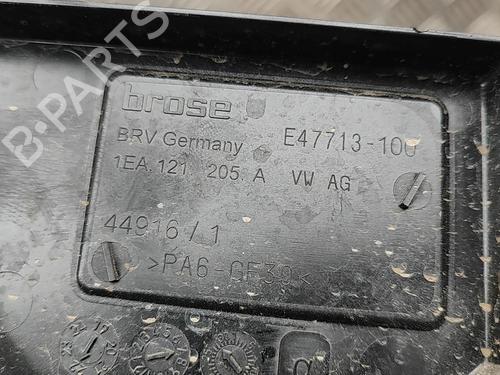 B-PARTS
brose
BRV Germany E47713-100
1EA.121 205.A VW AG
44916/1
>PA6-GF30<